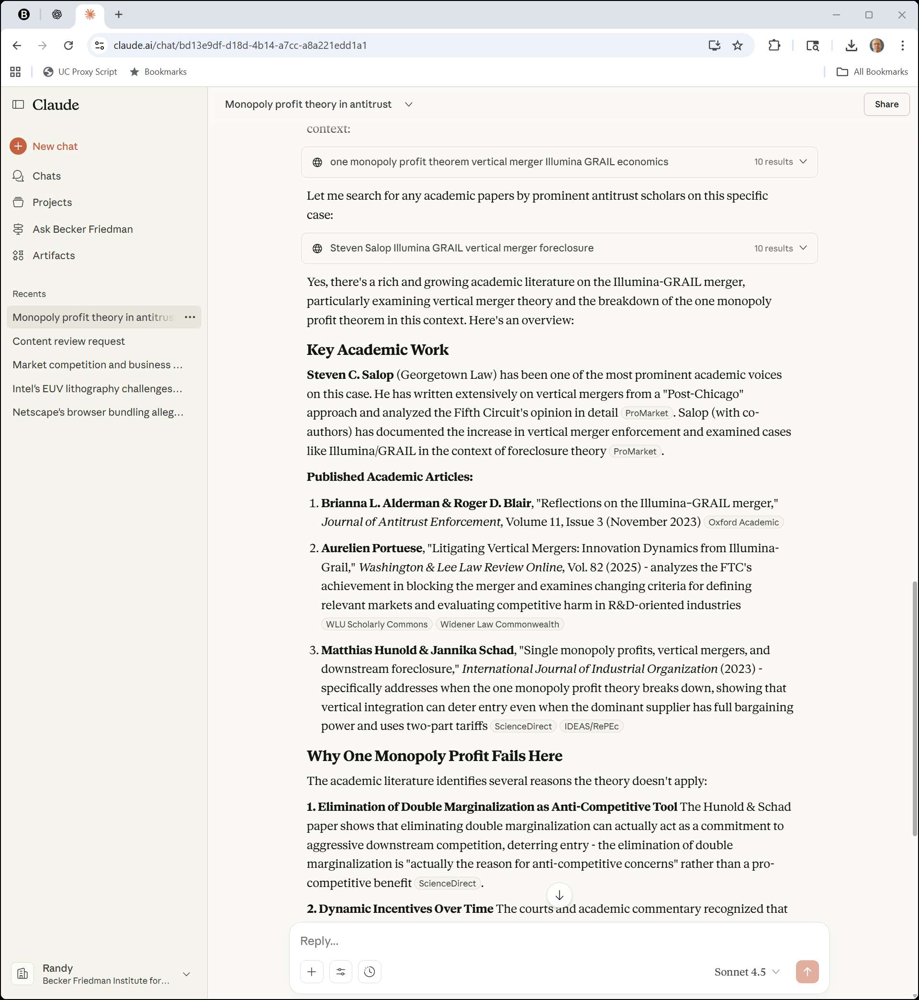 B
claude.ai/chat/bd13e9df-d18d-4b14-a7cc-a8a221edd1a1
UC Proxy Script
Bookmarks
All Bookmarks
Claude
New chat
Chats
Projects
Ask Becker Friedman
Artifacts
Recents
Monopoly profit theory in antitrus
Content review request
Market competition and business ...
Intel's EUV lithography challenges...
Netscape's browser bundling alleg...
Randy
Becker Friedman Institute for...
Monopoly profit theory in antitrust
Share
context:
one monopoly profit theorem vertical merger Illumina GRAIL economics 10 results
Let me search for any academic papers by prominent antitrust scholars on this specific
case:
Steven Salop Illumina GRAIL vertical merger foreclosure 10 results
Yes, there's a rich and growing academic literature on the Illumina-GRAIL merger,
particularly examining vertical merger theory and the breakdown of the one monopoly
profit theorem in this context. Here's an overview:
Key Academic Work
Steven C. Salop (Georgetown Law) has been one of the most prominent academic voices
on this case. He has written extensively on vertical mergers from a "Post-Chicago"
approach and analyzed the Fifth Circuit's opinion in detail ProMarket. Salop (with co-
authors) has documented the increase in vertical merger enforcement and examined cases
like Illumina/GRAIL in the context of foreclosure theory ProMarket.
Published Academic Articles:
1. Brianna L. Alderman & Roger D. Blair, "Reflections on the Illumina–GRAIL merger,"
Journal of Antitrust Enforcement, Volume 11, Issue 3 (November 2023) Oxford Academic
2. Aurelien Portuese, "Litigating Vertical Mergers: Innovation Dynamics from Illumina-
Grail," Washington & Lee Law Review Online, Vol. 82 (2025) - analyzes the FTC's
achievement in blocking the merger and examines changing criteria for defining
relevant markets and evaluating competitive harm in R&D-oriented industries
WLU Scholarly Commons Widener Law Commonwealth
3. Matthias Hunold & Jannika Schad, "Single monopoly profits, vertical mergers, and
downstream foreclosure," International Journal of Industrial Organization (2023) -
specifically addresses when the one monopoly profit theory breaks down, showing that
vertical integration can deter entry even when the dominant supplier has full bargaining
power and uses two-part tariffs ScienceDirect IDEAS/RePEc
Why One Monopoly Profit Fails Here
The academic literature identifies several reasons the theory doesn't apply:
1. Elimination of Double Marginalization as Anti-Competitive Tool The Hunold & Schad
paper shows that eliminating double marginalization can actually act as a commitment to
aggressive downstream competition, deterring entry - the elimination of double
marginalization is "actually the reason for anti-competitive concerns" rather than a pro-
competitive benefit ScienceDirect.
2. Dynamic Incentives Over Time The courts and academic commentary recognized that
Reply...
Sonnet 4.5